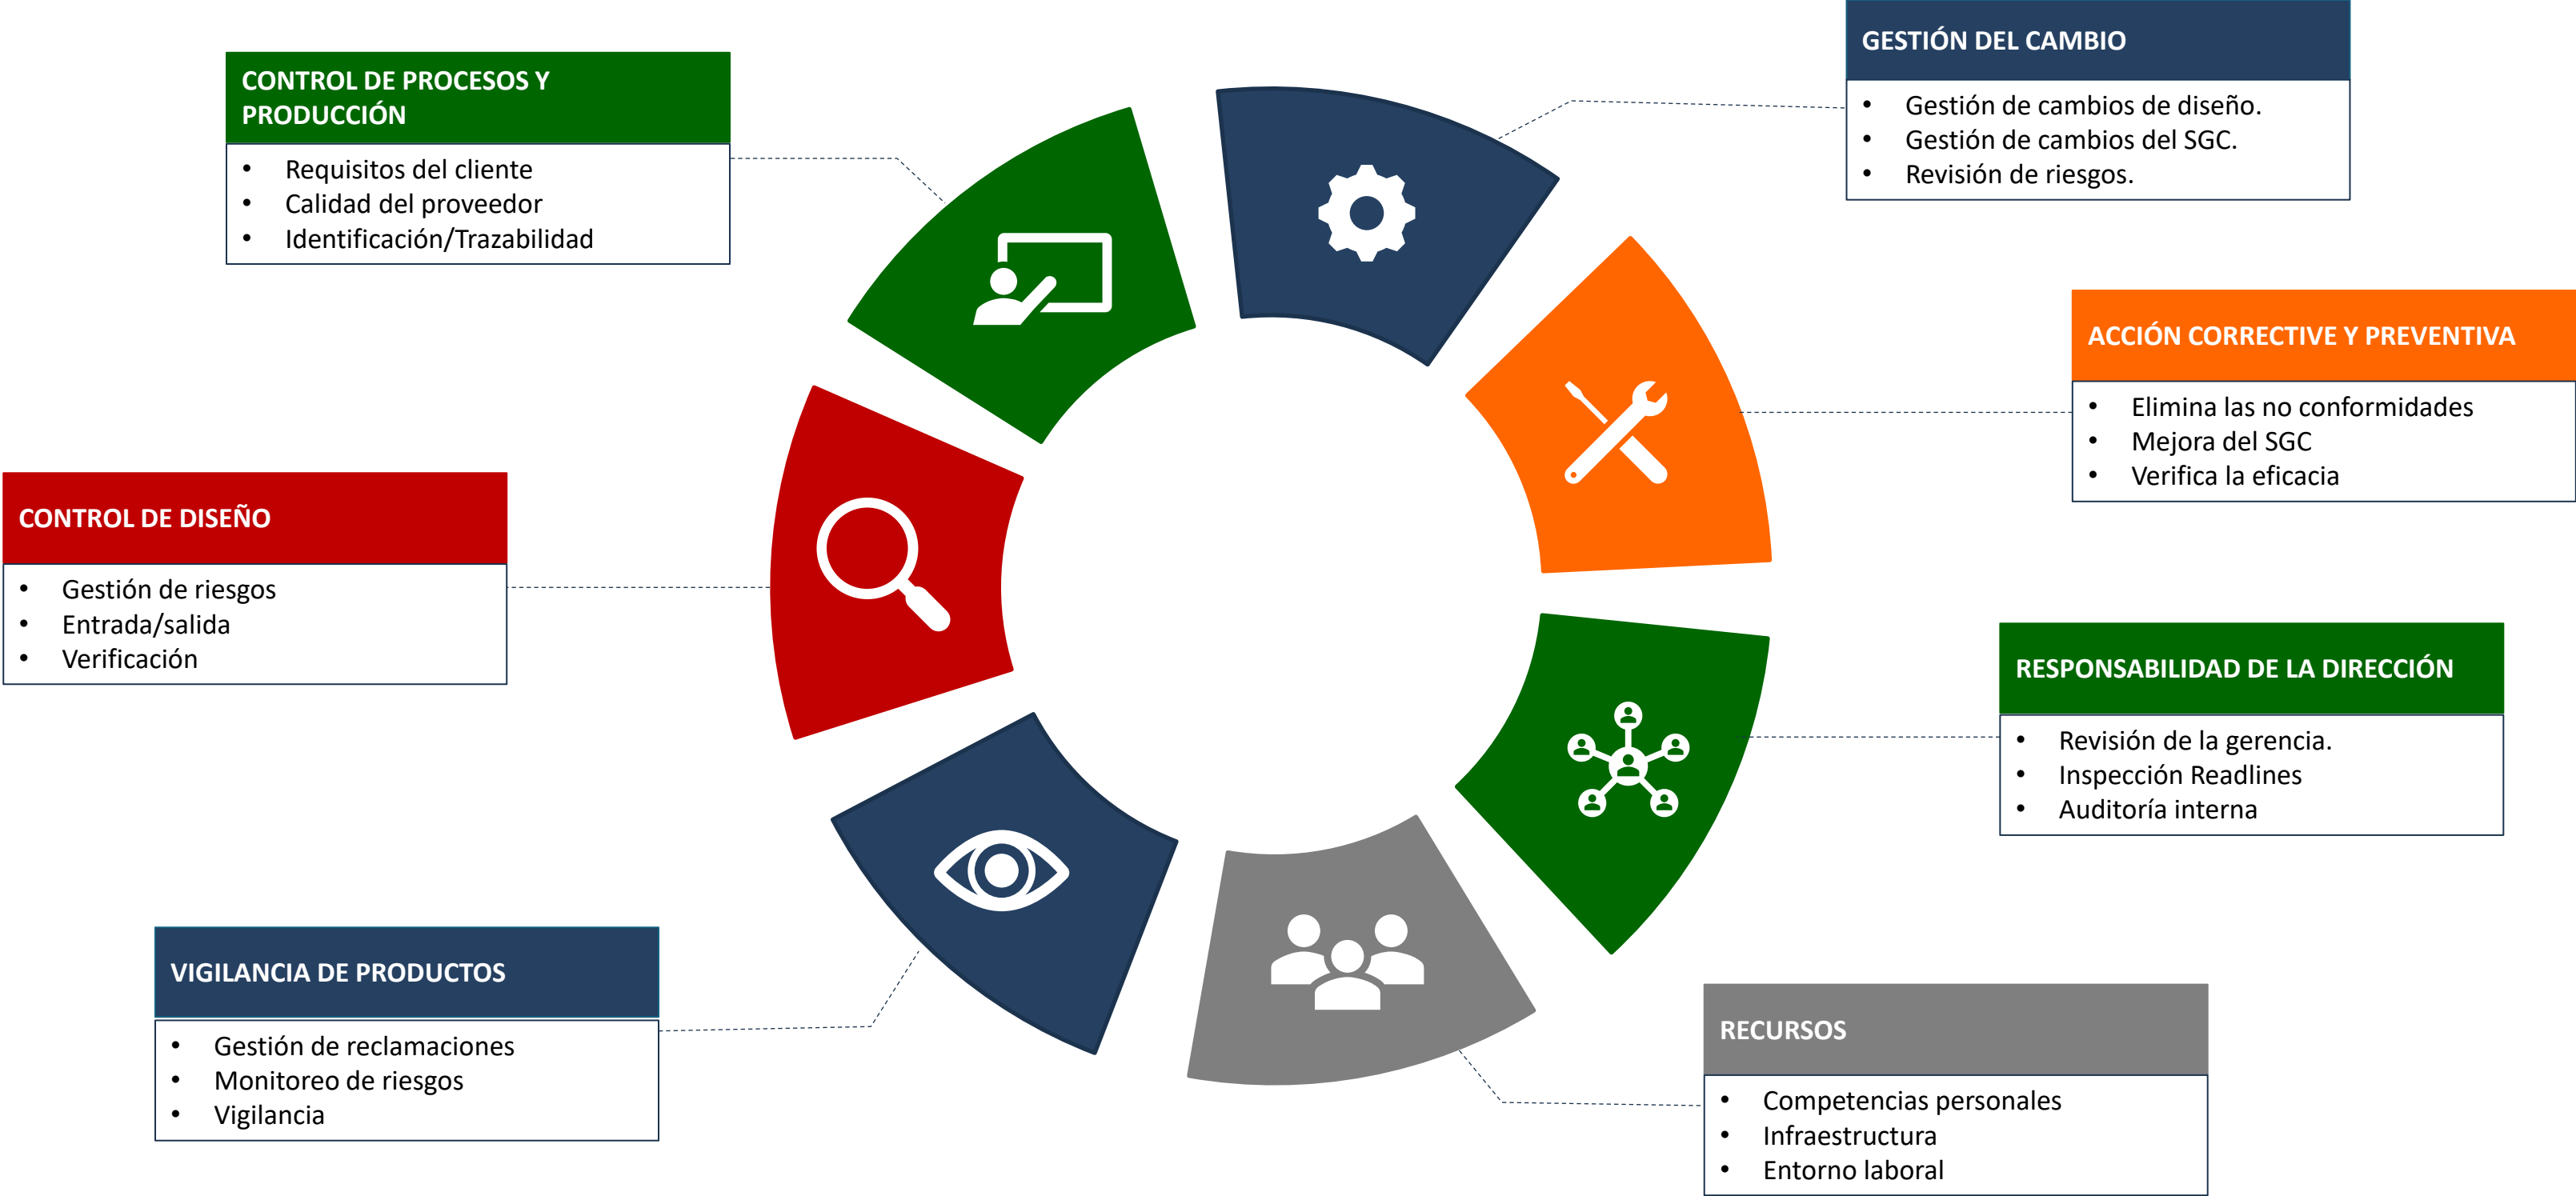 CONTROL DE PROCESOS Y
PRODUCCIÓN
• Requisitos del cliente
• Calidad del proveedor
• Identificación/Trazabilidad
GESTIÓN DEL CAMBIO
• Gestión de cambios de diseño.
• Gestión de cambios del SGC.
• Revisión de riesgos.
ACCIÓN CORRECTIVE Y PREVENTIVA
• Elimina las no conformidades
• Mejora del SGC
• Verifica la eficacia
CONTROL DE DISEÑO
• Gestión de riesgos
• Entrada/salida
• Verificación
RESPONSABILIDAD DE LA DIRECCIÓN
• Revisión de la gerencia.
• Inspección Readlines
• Auditoría interna
VIGILANCIA DE PRODUCTOS
• Gestión de reclamaciones
• Monitoreo de riesgos
• Vigilancia
RECURSOS
• Competencias personales
• Infraestructura
• Entorno laboral